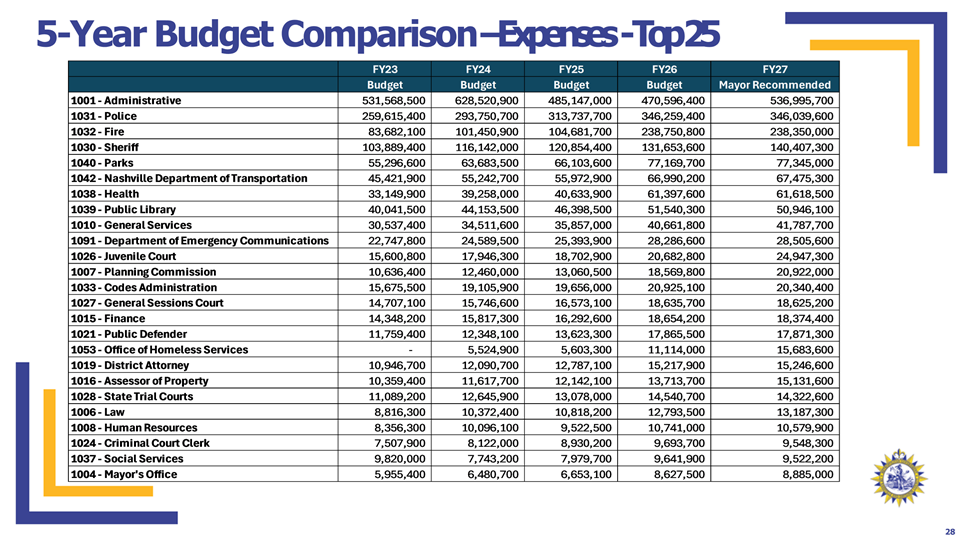 5-Year Budget Comparison – Expenses - Top 25
FY23 FY24 FY25 FY26 FY27
Budget Budget Budget Budget Mayor Recommended
1001 - Administrative 531,568,500 628,520,900 485,147,000 470,596,400 536,995,700
1031 - Police 259,615,400 293,750,700 313,737,700 346,259,400 346,039,600
1032 - Fire 83,682,100 101,450,900 104,681,700 238,750,800 238,350,000
1030 - Sheriff 103,889,400 116,142,000 120,854,400 131,653,600 140,407,300
1040 - Parks 55,296,600 63,683,500 66,103,600 77,169,700 77,345,000
1042 - Nashville Department of Transportation 45,421,900 55,242,700 55,972,900 66,990,200 67,475,300
1038 - Health 33,149,900 39,258,000 40,633,900 61,397,600 61,618,500
1039 - Public Library 40,041,500 44,153,500 46,398,500 51,540,300 50,946,100
1010 - General Services 30,537,400 34,511,600 35,857,000 40,661,800 41,787,700
1091 - Department of Emergency Communications 22,747,800 24,589,500 25,393,900 28,286,600 28,505,600
1026 - Juvenile Court 15,600,800 17,946,300 18,702,900 20,682,800 24,947,300
1007 - Planning Commission 10,636,400 12,460,000 13,060,500 18,569,800 20,922,000
1033 - Codes Administration 15,675,500 19,105,900 19,656,000 20,925,100 20,340,400
1027 - General Sessions Court 14,707,100 15,746,600 16,573,100 18,635,700 18,625,200
1015 - Finance 14,348,200 15,817,300 16,292,600 18,654,200 18,374,400
1021 - Public Defender 11,759,400 12,348,100 13,623,300 17,865,500 17,871,300
1053 - Office of Homeless Services - 5,524,900 5,603,300 11,114,000 15,683,600
1019 - District Attorney 10,946,700 12,090,700 12,787,100 15,217,900 15,246,600
1016 - Assessor of Property 10,359,400 11,617,700 12,142,100 13,713,700 15,131,600
1028 - State Trial Courts 11,089,200 12,645,900 13,078,000 14,540,700 14,322,600
1006 - Law 8,816,300 10,372,400 10,818,200 12,793,500 13,187,300
1008 - Human Resources 8,356,300 10,096,100 9,522,500 10,741,000 10,579,900
1024 - Criminal Court Clerk 7,507,900 8,122,000 8,930,200 9,693,700 9,548,300
1037 - Social Services 9,820,000 7,743,200 7,979,700 9,641,900 9,522,200
1004 - Mayor's Office 5,955,400 6,480,700 6,653,100 8,627,500 8,885,000
28